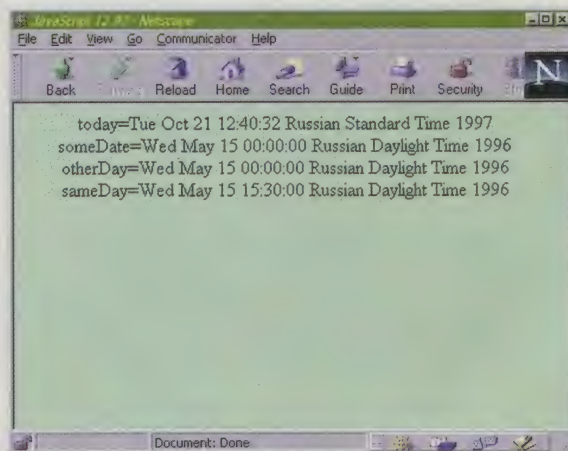 JavaScript 12.93 - Netscape
File Edit View Go Communicator Help
N
Back Reload Home Search Guide Print Security
today=Tue Oct 21 12:40:32 Russian Standard Time 1997
someDate=Wed May 15 00:00:00 Russian Daylight Time 1996
otherDay=Wed May 15 00:00:00 Russian Daylight Time 1996
sameDay=Wed May 15 15:30:00 Russian Daylight Time 1996
Document: Done